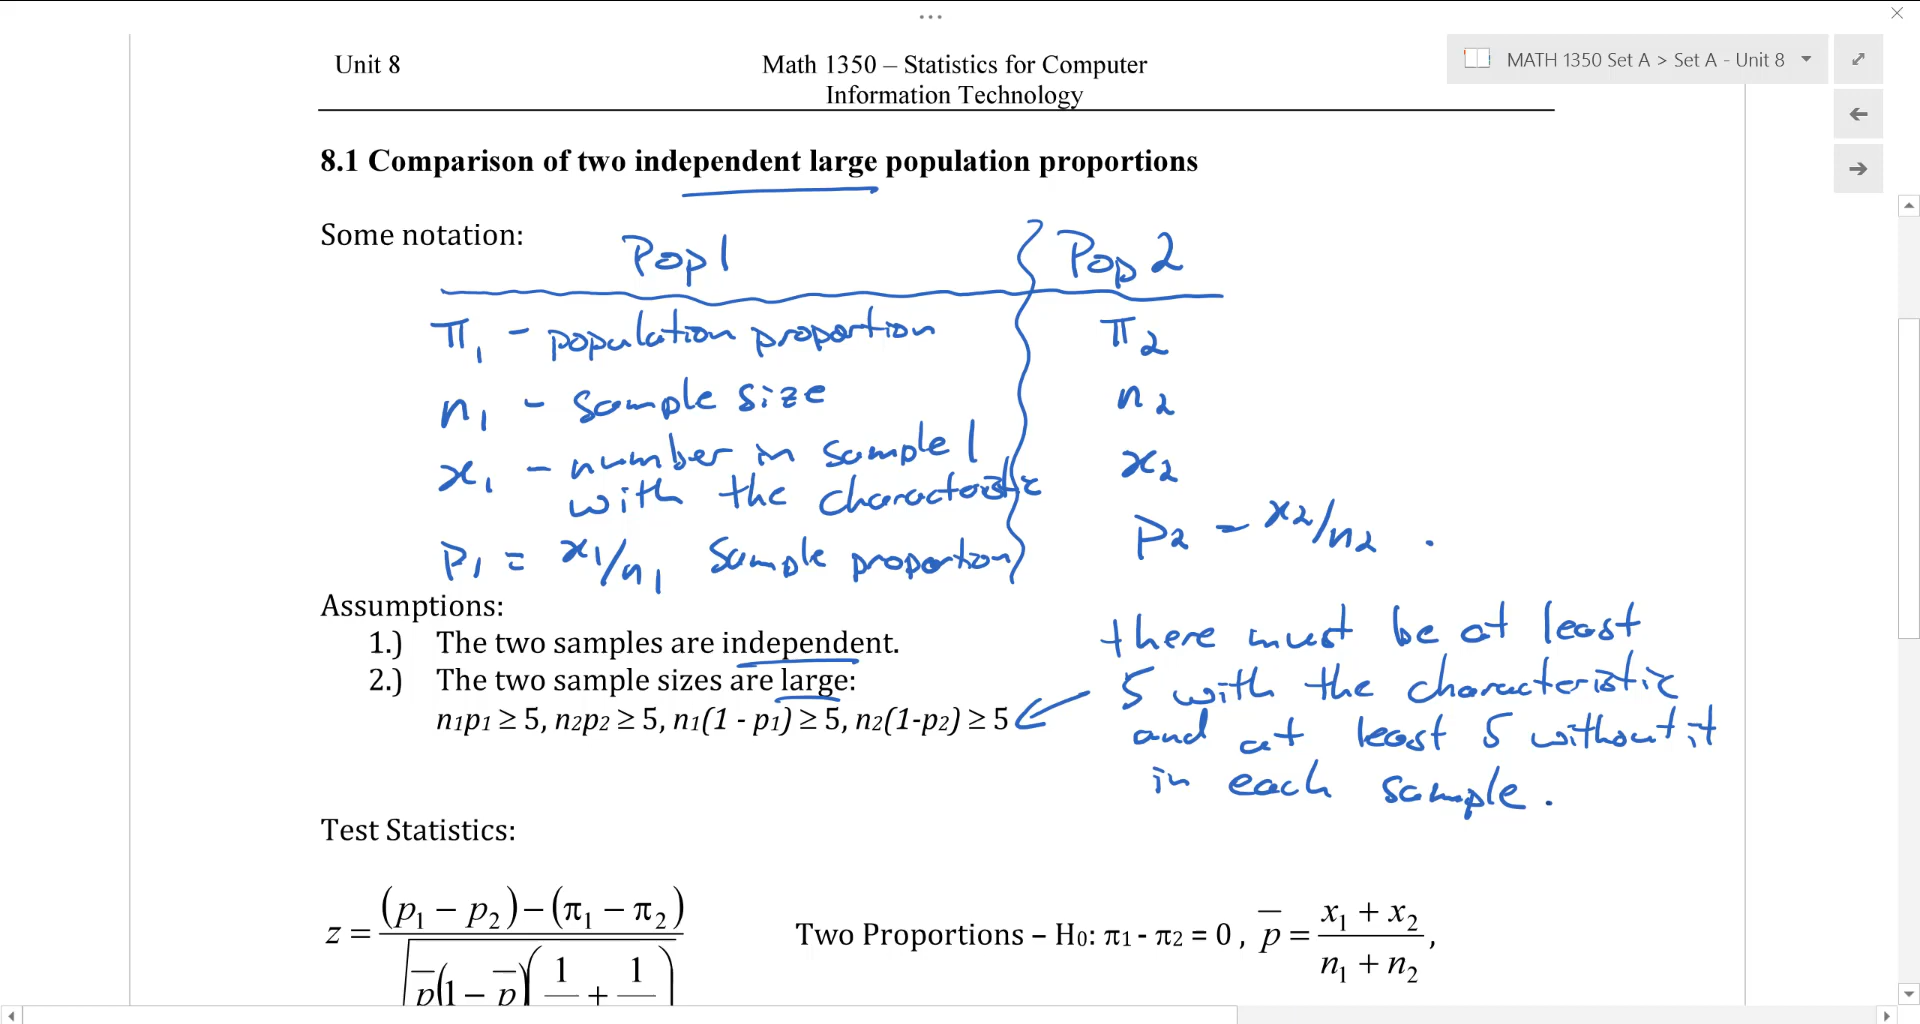 MATH 1350 Set A > Set A - Unit 8
Unit 8
Math 1350 – Statistics for Computer
Information Technology
8.1 Comparison of two independent large population proportions
Some notation:
Pop 1 Pop 2
π₁ - population proportion π₂
n₁ - sample size n₂
x₁ - number in sample 1 x₂
with the characteristic
p₁ = x₁/n₁ sample proportion p₂ = x₂/n₂ .
Assumptions:
1.) The two samples are independent.
2.) The two sample sizes are large:
n₁p₁ ≥ 5, n₂p₂ ≥ 5, n₁(1 - p₁) ≥ 5, n₂(1-p₂) ≥ 5
there must be at least
5 with the characteristic
and at least 5 without it
in each sample.
Test Statistics:
z = (p₁ − p₂) − (π₁ − π₂)
√ p̅(1 − p̅)(1 + 1)
Two Proportions – H₀: π₁ - π₂ = 0 , p̅ = x₁ + x₂ / n₁ + n₂ ,